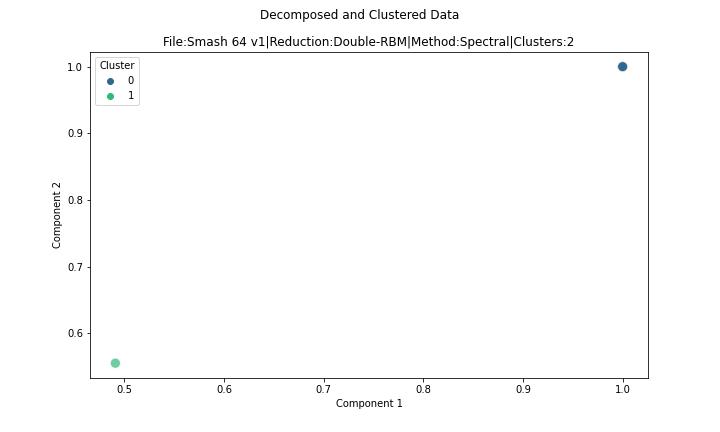 Decomposed and Clustered Data
File:Smash 64 v1|Reduction:Double-RBM|Method:Spectral|Clusters:2
Cluster
0
1
1.0
0.9
0.8
0.7
0.6
Component 2
0.5
0.6
0.7
0.8
0.9
1.0
Component 1